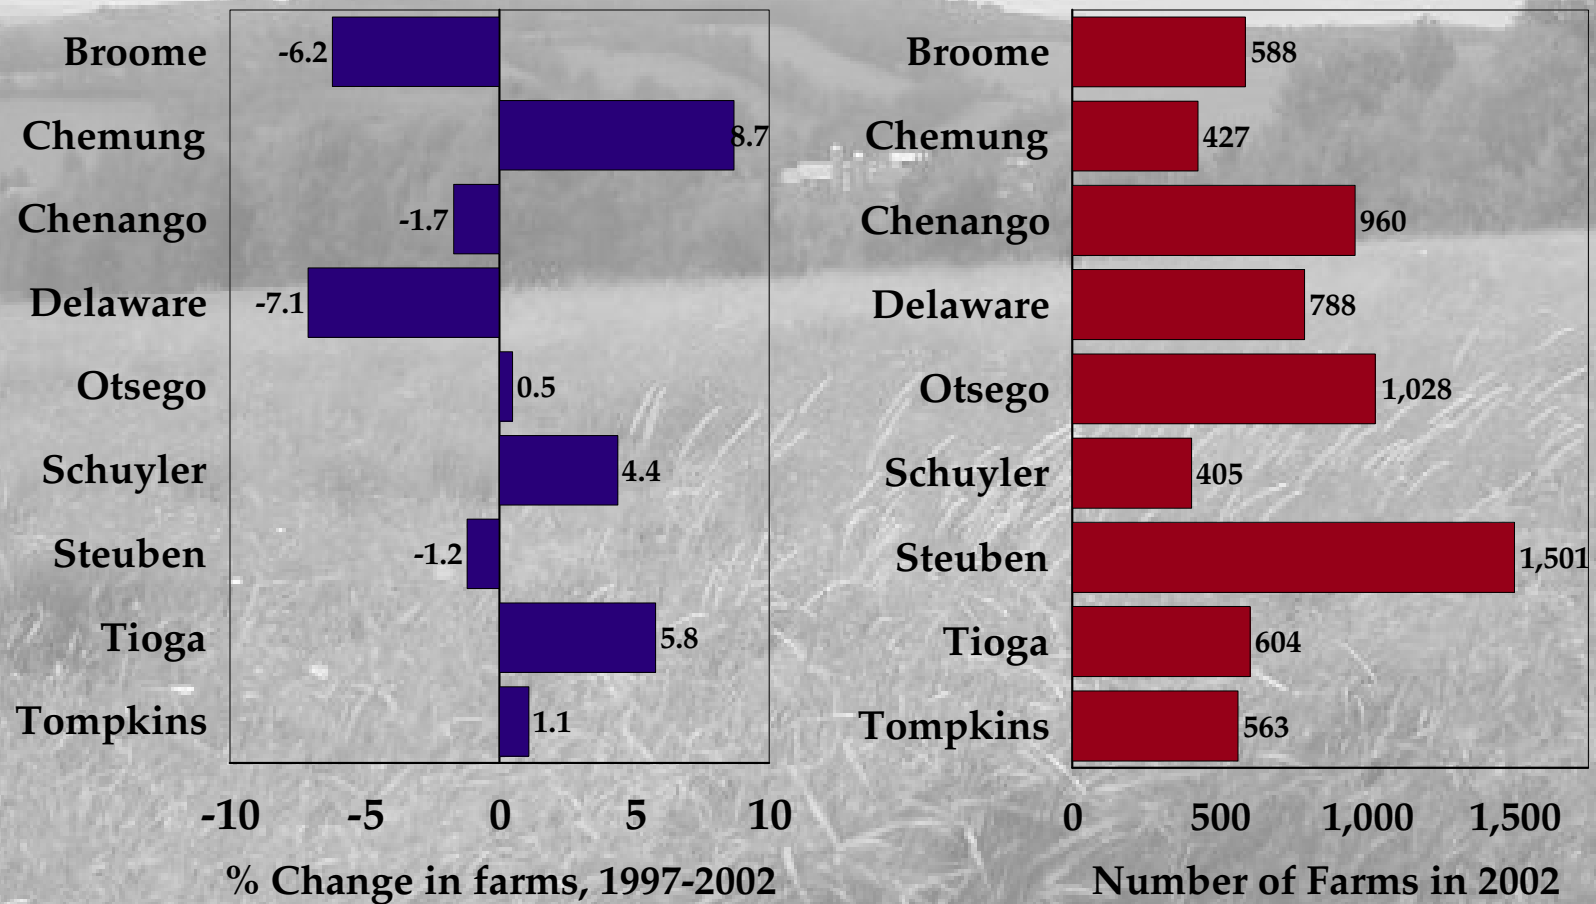 Broome -6.2
Chemung 8.7
Chenango -1.7
Delaware -7.1
Otsego 0.5
Schuyler 4.4
Steuben -1.2
Tioga 5.8
Tompkins 1.1
-10 -5 0 5 10
% Change in farms, 1997-2002
Broome 588
Chemung 427
Chenango 960
Delaware 788
Otsego 1,028
Schuyler 405
Steuben 1,501
Tioga 604
Tompkins 563
0 500 1,000 1,500
Number of Farms in 2002